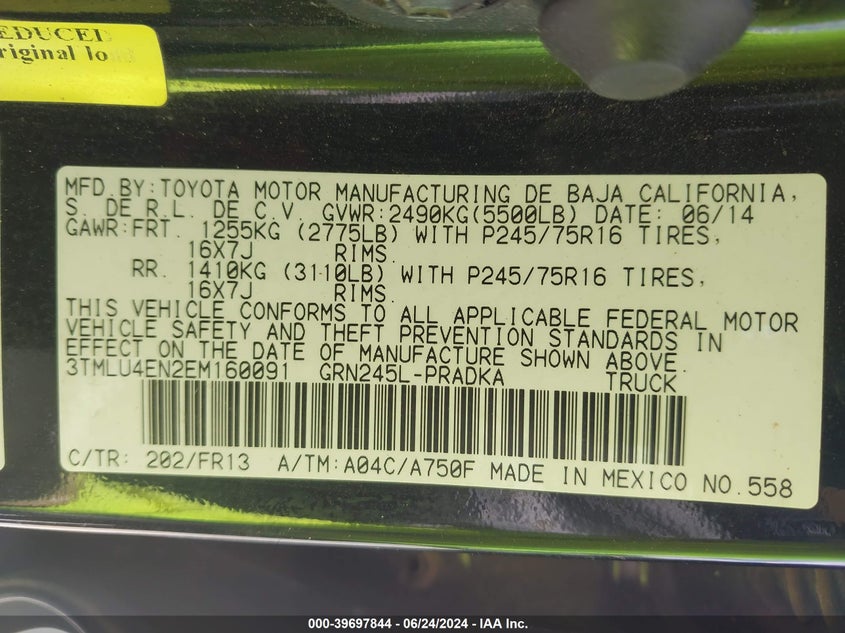 EDUCED
riginal lo
MFD.BY:TOYOTA MOTOR MANUFACTURING DE BAJA CALIFORNIA,
S. DE R.L. DE C.V. GVWR:2490KG(5500LB) DATE: 06/14
GAWR:FRT. 1255KG (2775LB) WITH P245/75R16 TIRES,
16X7J RIMS.
RR. 1410KG (3110LB) WITH P245/75R16 TIRES,
16X7J RIMS.
THIS VEHICLE CONFORMS TO ALL APPLICABLE FEDERAL MOTOR
VEHICLE SAFETY AND THEFT PREVENTION STANDARDS IN
EFFECT ON THE DATE OF MANUFACTURE SHOWN ABOVE.
3TMLU4EN2EM160091 GRN245L-PRADKA TRUCK
C/TR: 202/FR13 A/TM:A04C/A750F MADE IN MEXICO NO.558
000-39697844 - 06/24/2024 - IAA Inc.